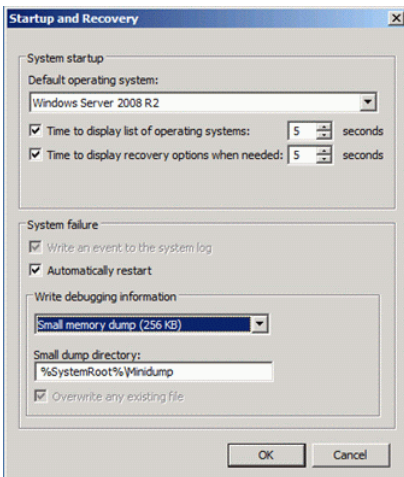 Startup and Recovery
System startup
Default operating system:
Windows Server 2008 R2
Time to display list of operating systems: 5 seconds
Time to display recovery options when needed: 5 seconds
System failure
Write an event to the system log
Automatically restart
Write debugging information
Small memory dump (256 KB)
Small dump directory:
%SystemRoot%\Minidump
Overwrite any existing file
OK Cancel